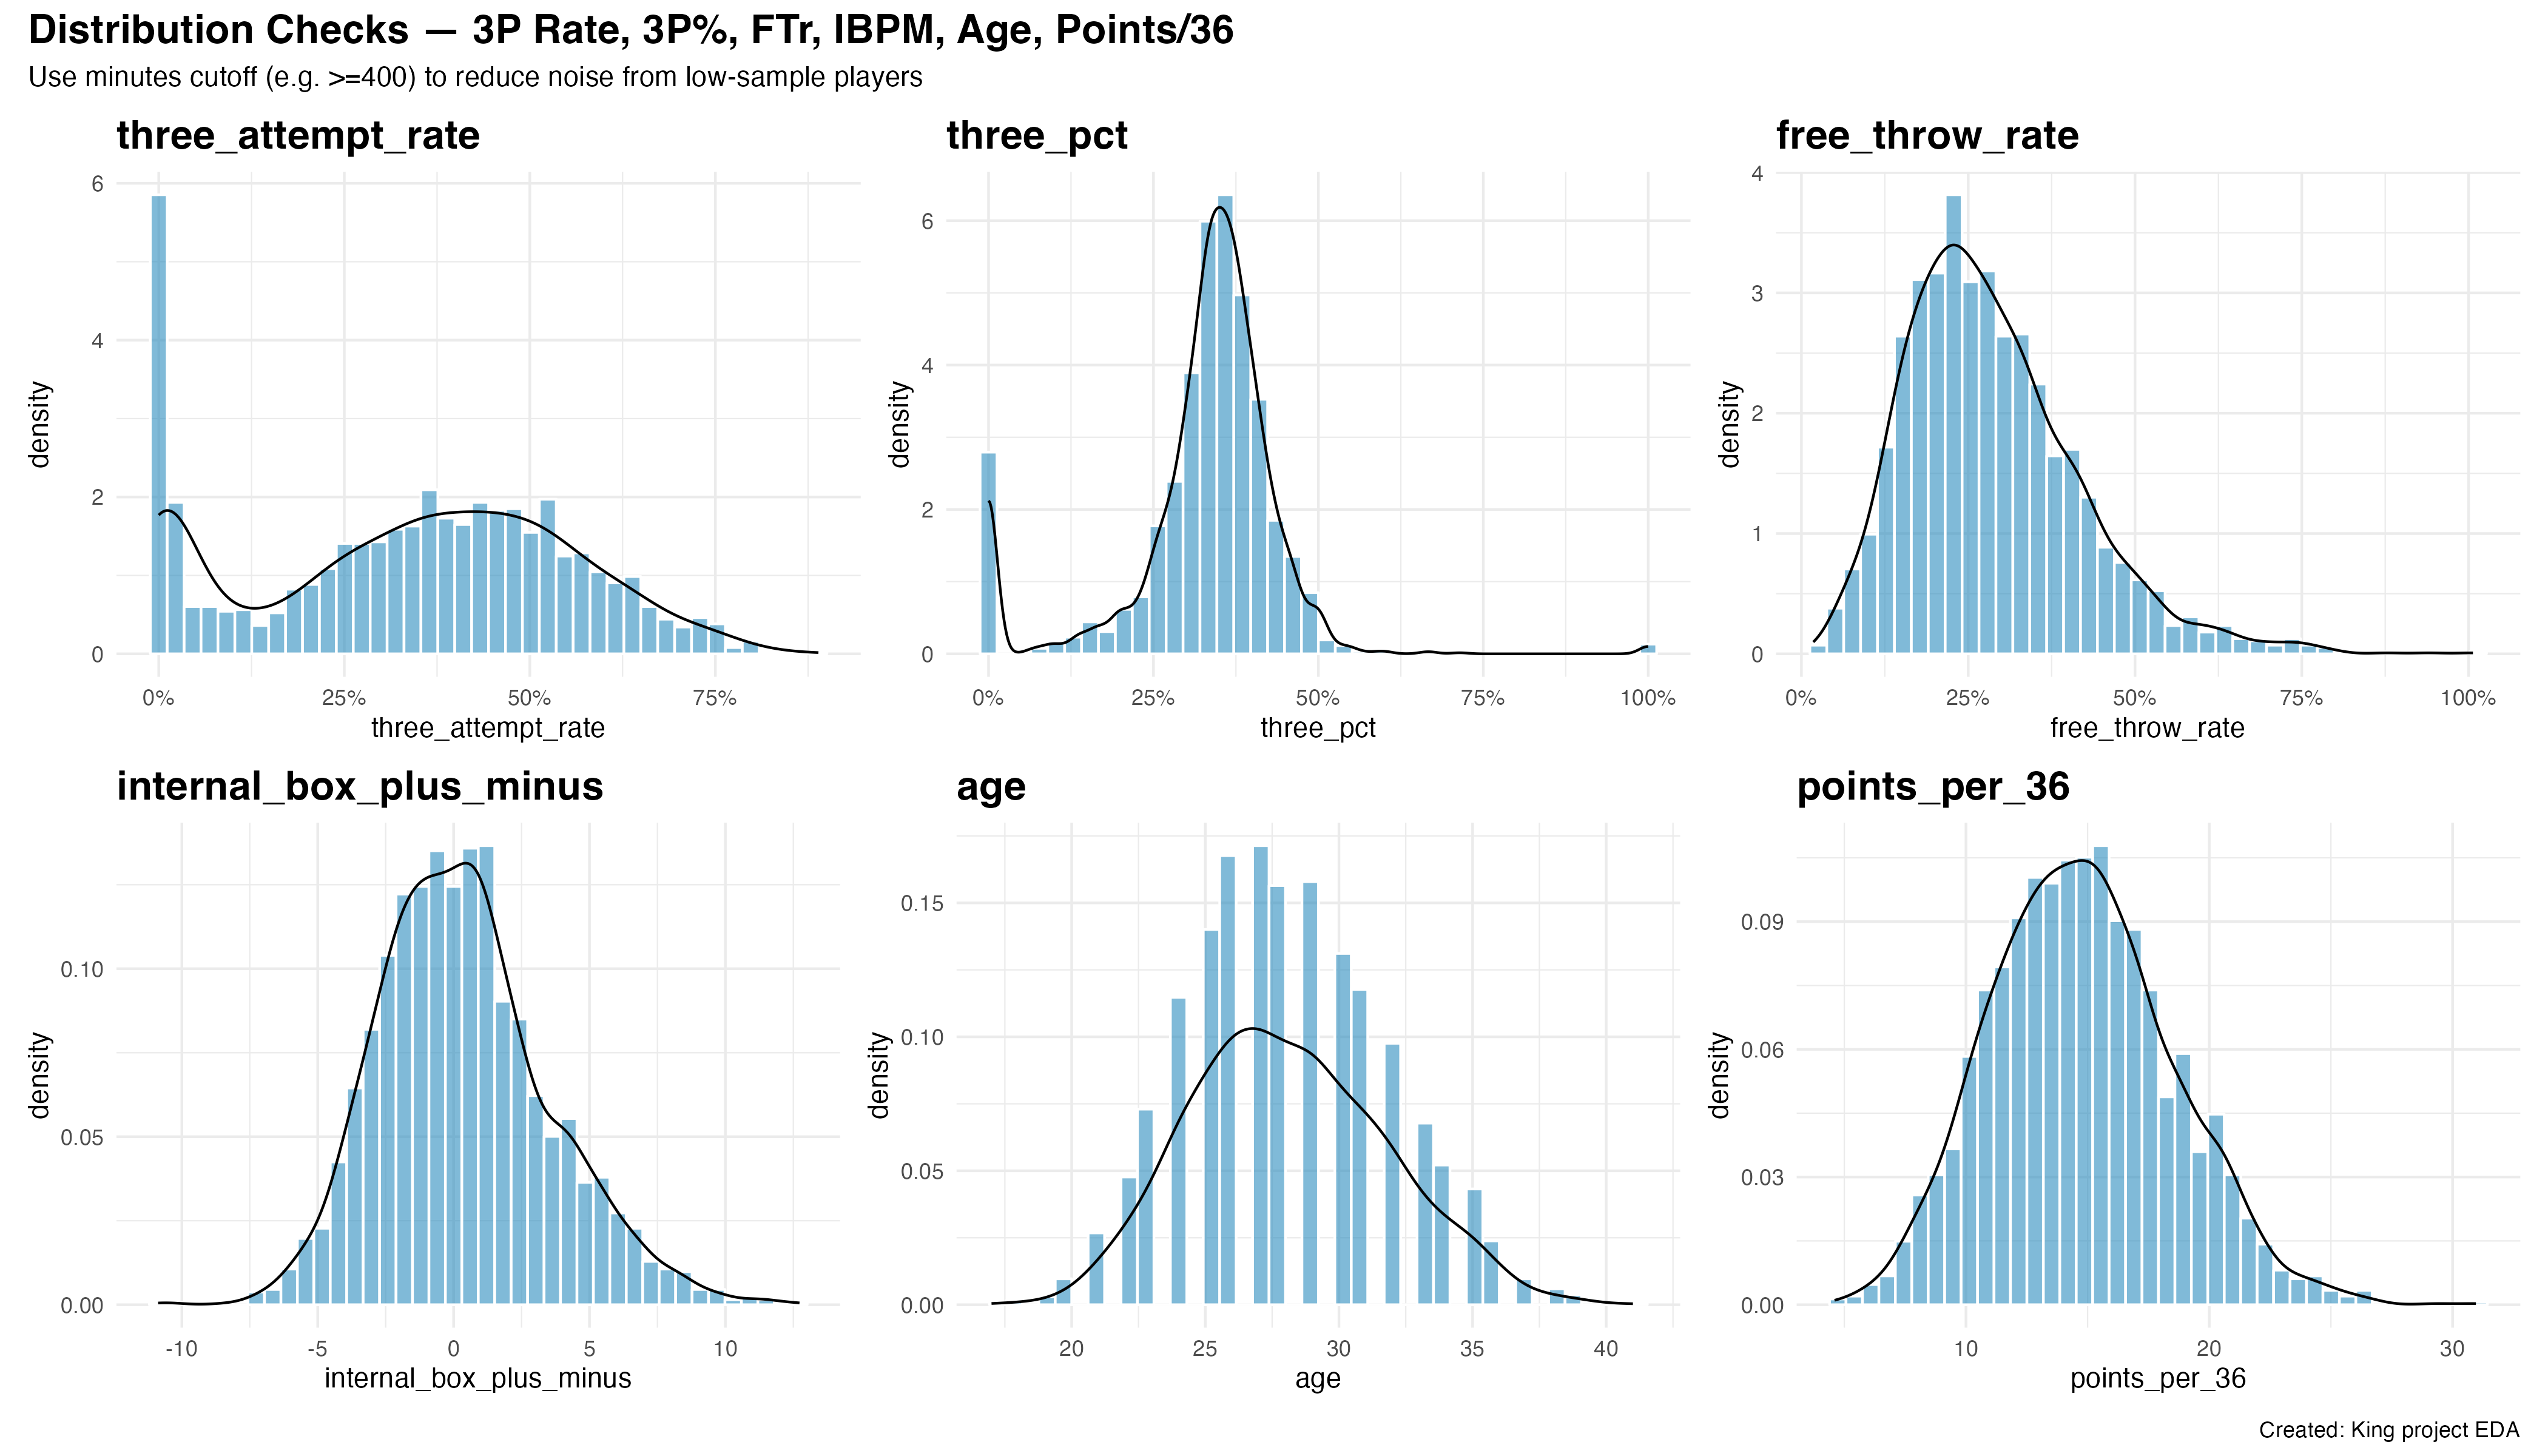 Distribution Checks — 3P Rate, 3P%, FTr, IBPM, Age, Points/36
Use minutes cutoff (e.g. >=400) to reduce noise from low-sample players
three_attempt_rate
density
6
4
2
0
0% 25% 50% 75%
three_attempt_rate
three_pct
density
6
4
2
0
0% 25% 50% 75% 100%
three_pct
free_throw_rate
density
4
3
2
1
0
0% 25% 50% 75% 100%
free_throw_rate
internal_box_plus_minus
density
0.10
0.05
0.00
-10 -5 0 5 10
internal_box_plus_minus
age
density
0.15
0.10
0.05
0.00
20 25 30 35 40
age
points_per_36
density
0.09
0.06
0.03
0.00
10 20 30
points_per_36
Created: King project EDA